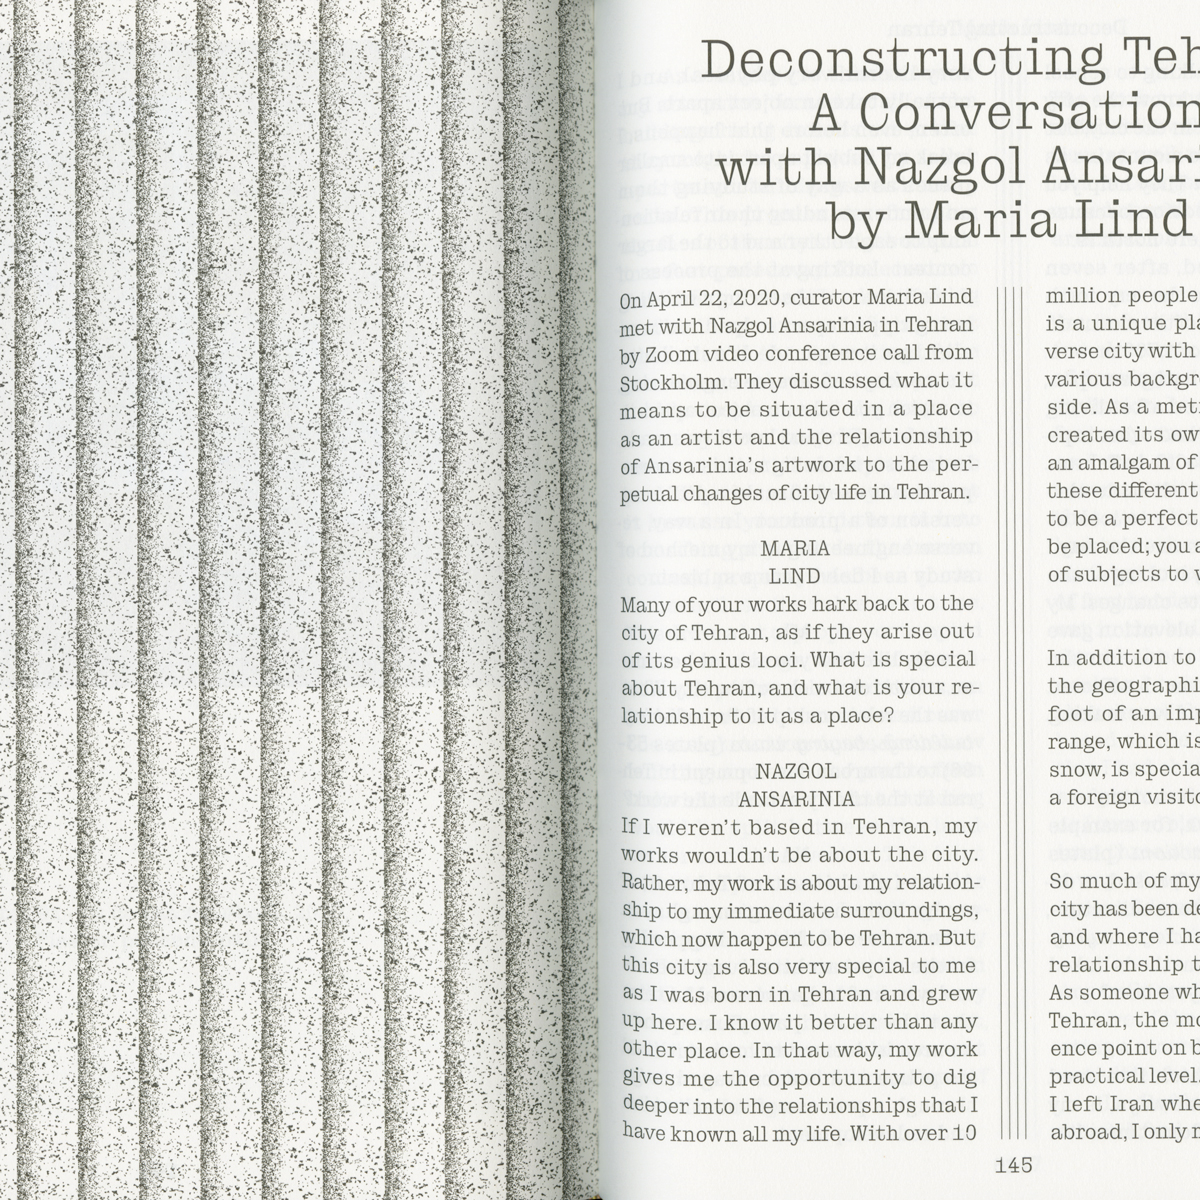 Deconstructing Teh
A Conversation
with Nazgol Ansari
by Maria Lind
On April 22, 2020, curator Maria Lind
met with Nazgol Ansarinia in Tehran
by Zoom video conference call from
Stockholm. They discussed what it
means to be situated in a place
as an artist and the relationship
of Ansarinia's artwork to the per-
petual changes of city life in Tehran.
MARIA
LIND
Many of your works hark back to the
city of Tehran, as if they arise out
of its genius loci. What is special
about Tehran, and what is your re-
lationship to it as a place?
NAZGOL
ANSARINIA
If I weren't based in Tehran, my
works wouldn't be about the city.
Rather, my work is about my relation-
ship to my immediate surroundings,
which now happen to be Tehran. But
this city is also very special to me
as I was born in Tehran and grew
up here. I know it better than any
other place. In that way, my work
gives me the opportunity to dig
deeper into the relationships that I
have known all my life. With over 10
million people
is a unique pla
verse city with
various backgr
side. As a met
created its ow
an amalgam of
these different
to be a perfect
be placed; you a
of subjects to v
In addition to
the geographi
foot of an imp
range, which is
snow, is specia
a foreign visito
So much of my
city has been de
and where I ha
relationship t
As someone wh
Tehran, the mo
ence point on b
practical level.
I left Iran whe
abroad, I only r
145